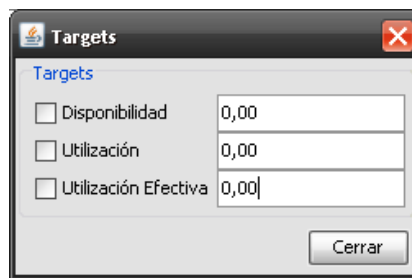 Targets
Targets
Disponibilidad 0,00
Utilización 0,00
Utilización Efectiva 0,00
Cerrar